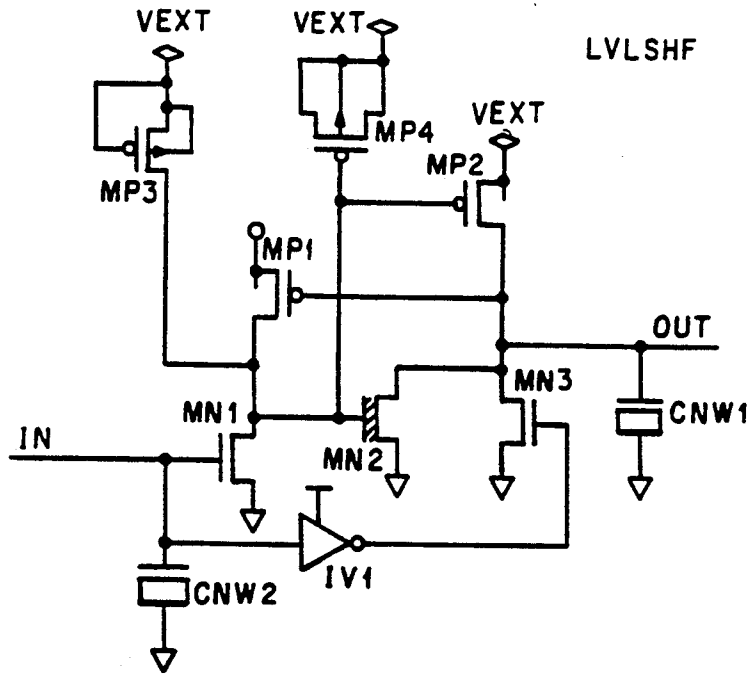 VEXT
VEXT
LVLSHF
MP4
VEXT
MP3
MP2
MP1
OUT
MN1
MN3
CNW1
IN
MN2
CNW2
IV1